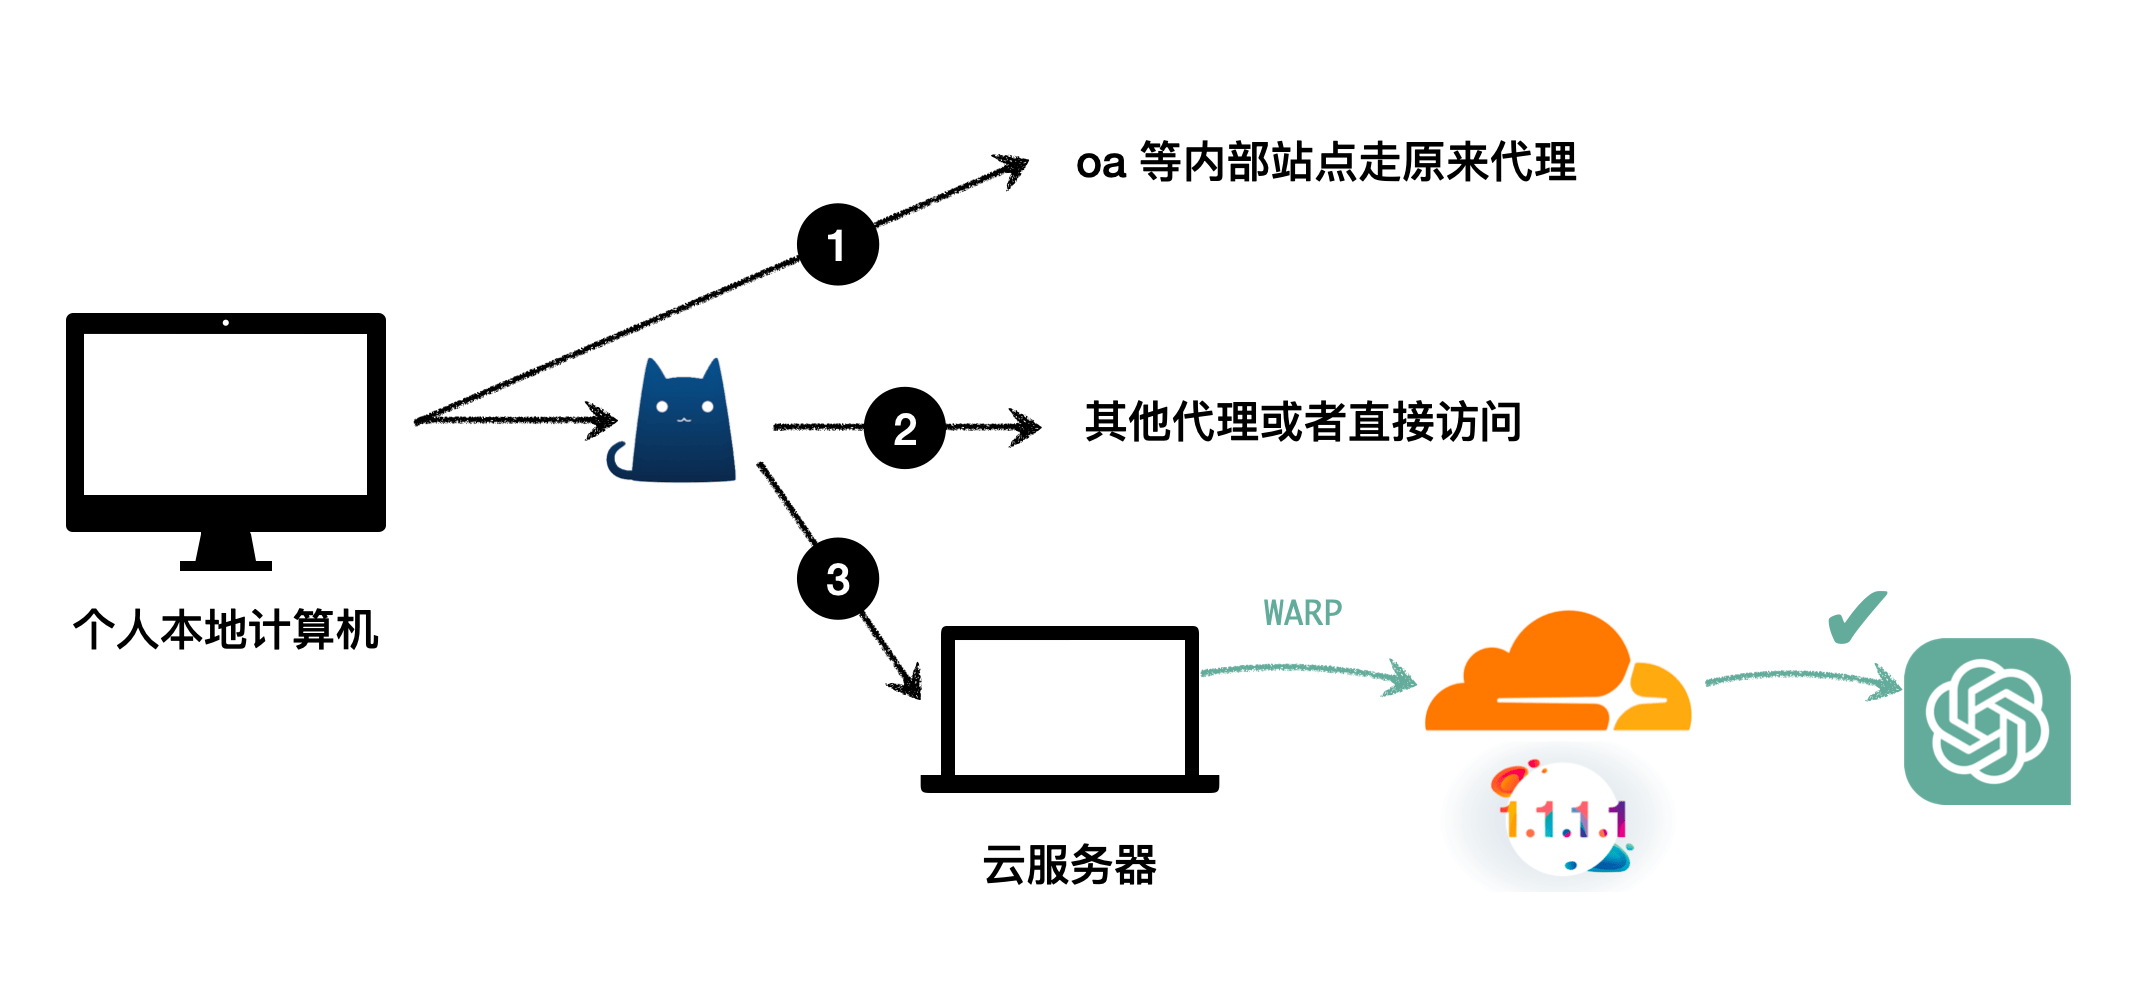 oa 等内部站点走原来代理
1
2
其他代理或者直接访问
3
个人本地计算机
WARP
1.1.1.1
云服务器